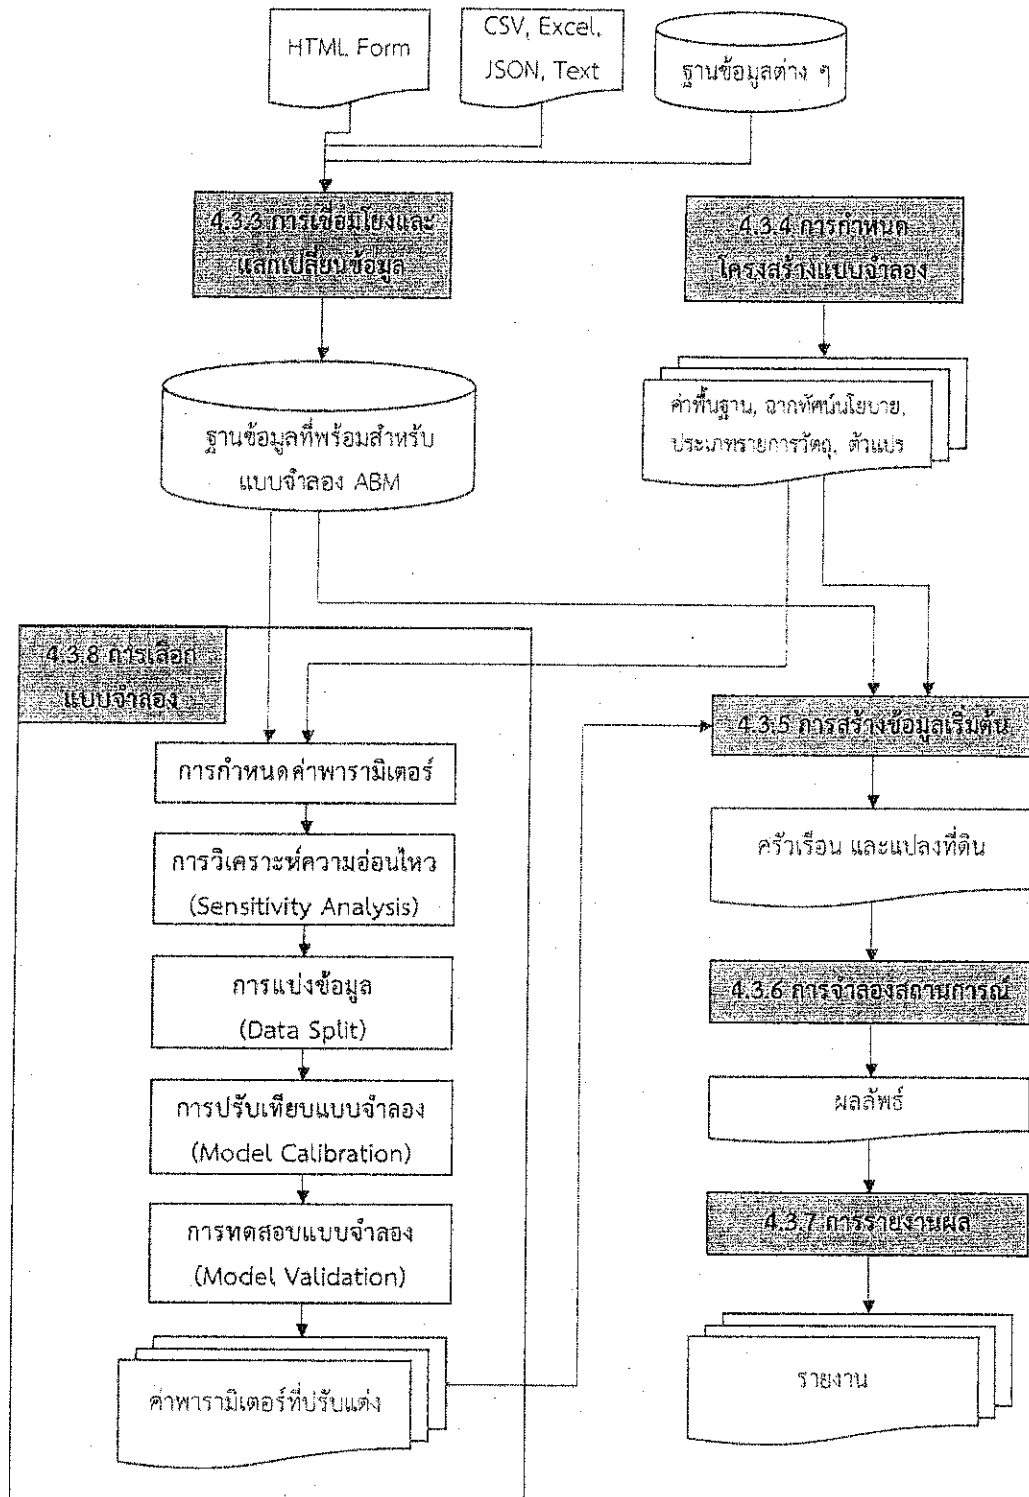 HTML Form
CSV, Excel,
JSON, Text
ฐานข้อมูลต่าง ๆ
4.3.3 การเชื่อมโยงและ
แลกเปลี่ยนข้อมูล
4.3.4 การกำหนด
โครงสร้างแบบจำลอง
ฐานข้อมูลที่พร้อมสำหรับ
แบบจำลอง ABM
ค่าพื้นฐาน, ฉากทัศน์นโยบาย,
ประเภทรายการวัตถุ, ตัวแปร
4.3.8 การเลือก
แบบจำลอง
การกำหนดค่าพารามิเตอร์
การวิเคราะห์ความอ่อนไหว
(Sensitivity Analysis)
การแบ่งข้อมูล
(Data Split)
การปรับเทียบแบบจำลอง
(Model Calibration)
การทดสอบแบบจำลอง
(Model Validation)
ค่าพารามิเตอร์ที่ปรับแต่ง
4.3.5 การสร้างข้อมูลเริ่มต้น
ครัวเรือน และแปลงที่ดิน
4.3.6 การจำลองสถานการณ์
ผลลัพธ์
4.3.7 การรายงานผล
รายงาน